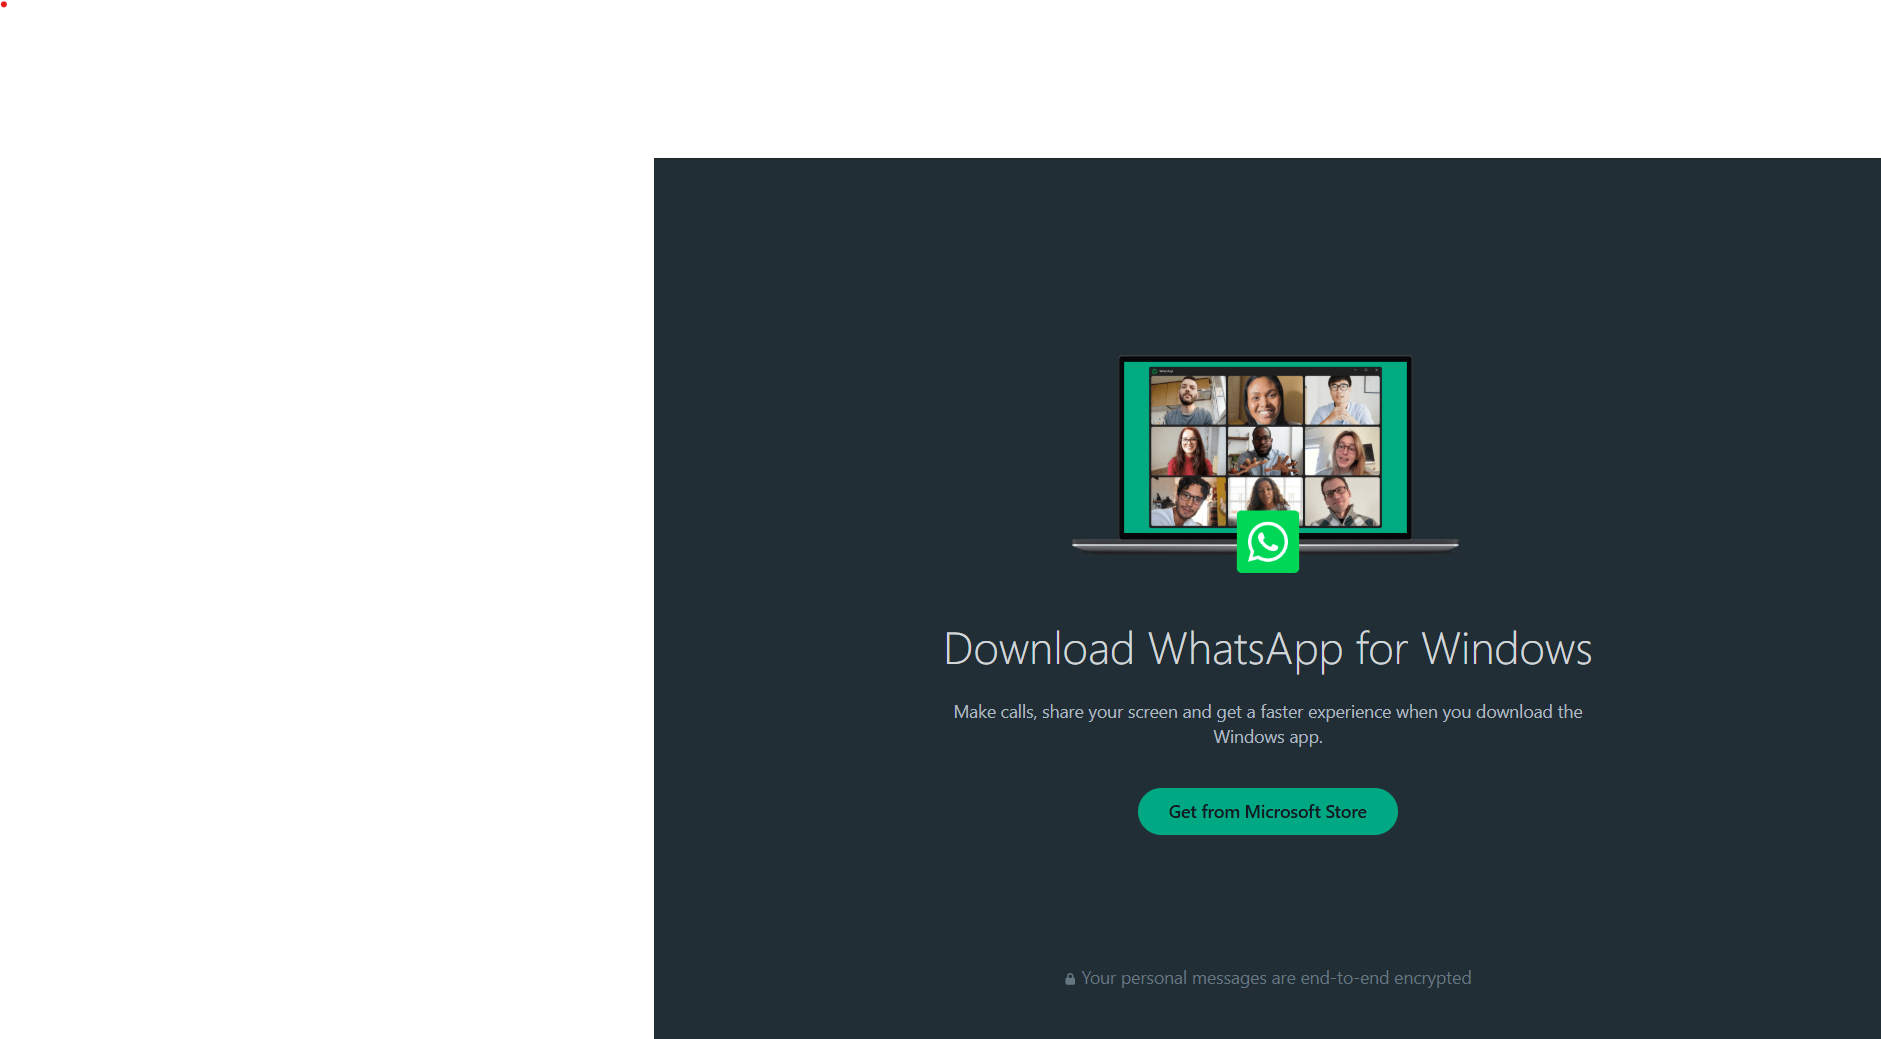 Download WhatsApp for Windows
Make calls, share your screen and get a faster experience when you download the
Windows app.
Get from Microsoft Store
Your personal messages are end-to-end encrypted